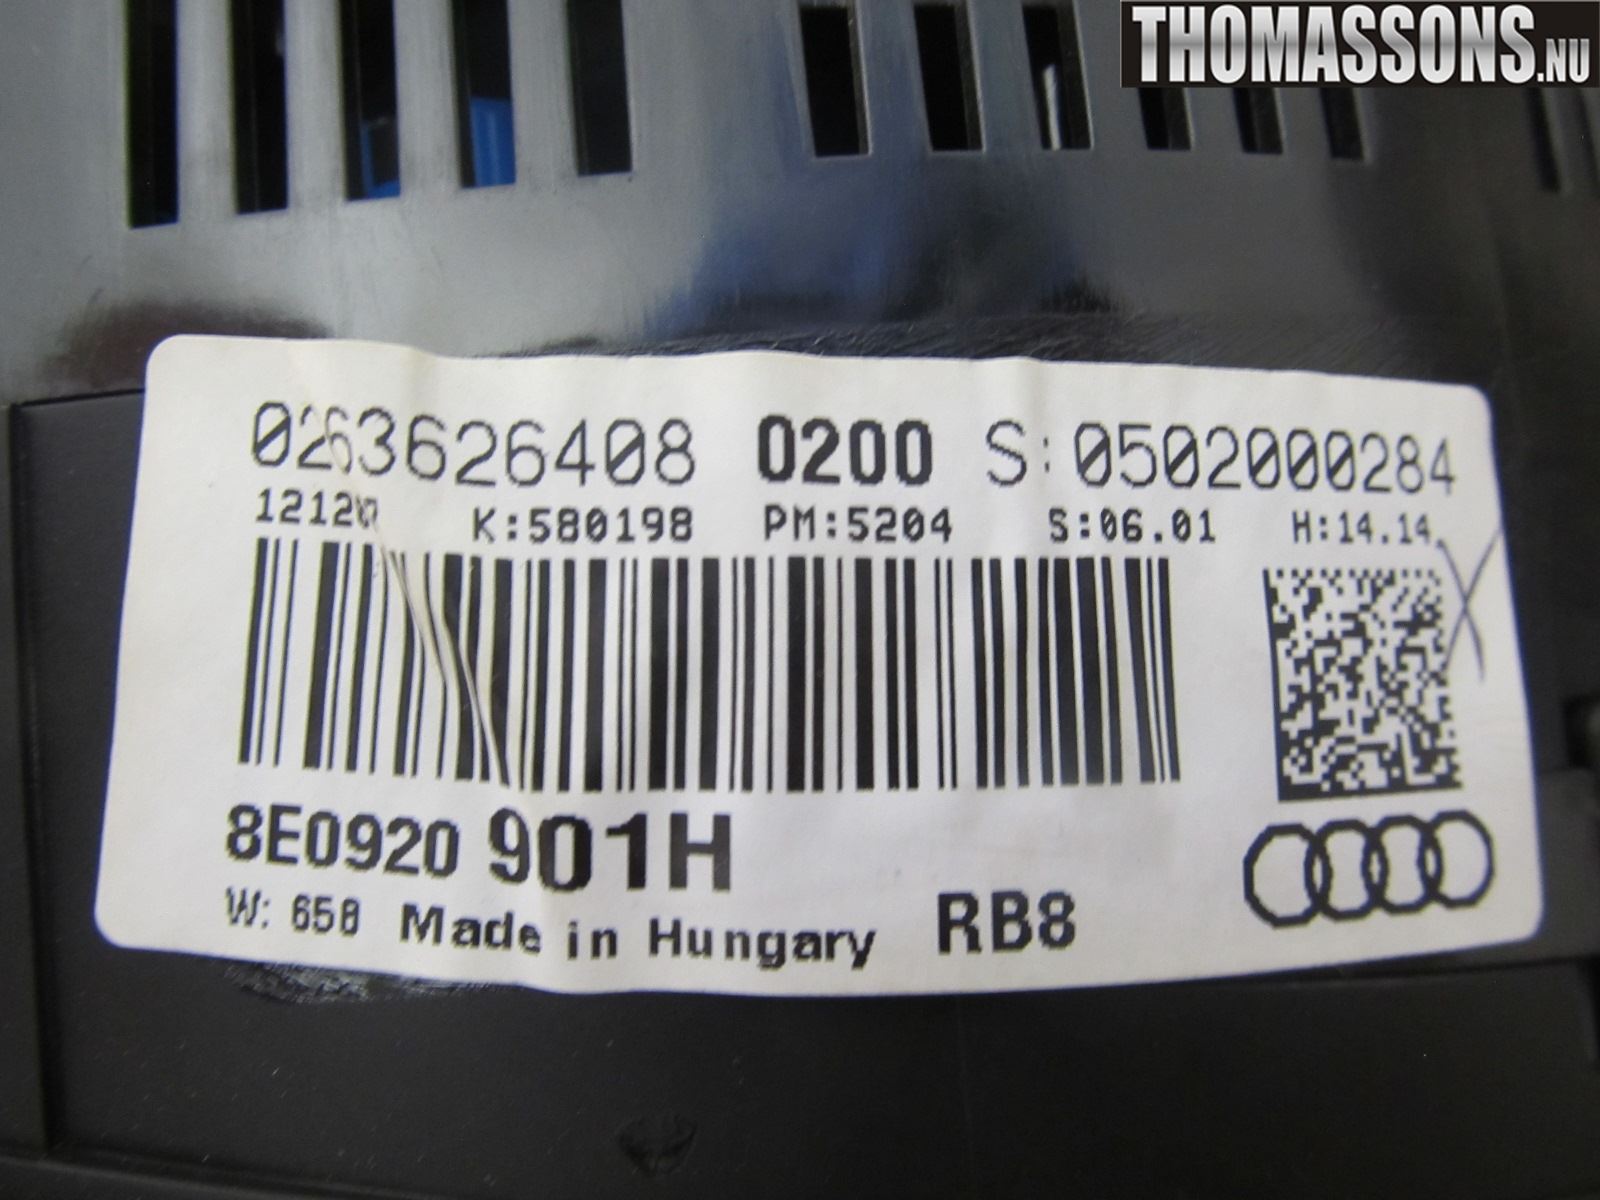 THOMASSONS.NU
0263626408 0200 S:0502000284
K:580198 PM:5204 S:06.01 H:14.14.
8E0920 901H
W: 658 Made in Hungary RB8